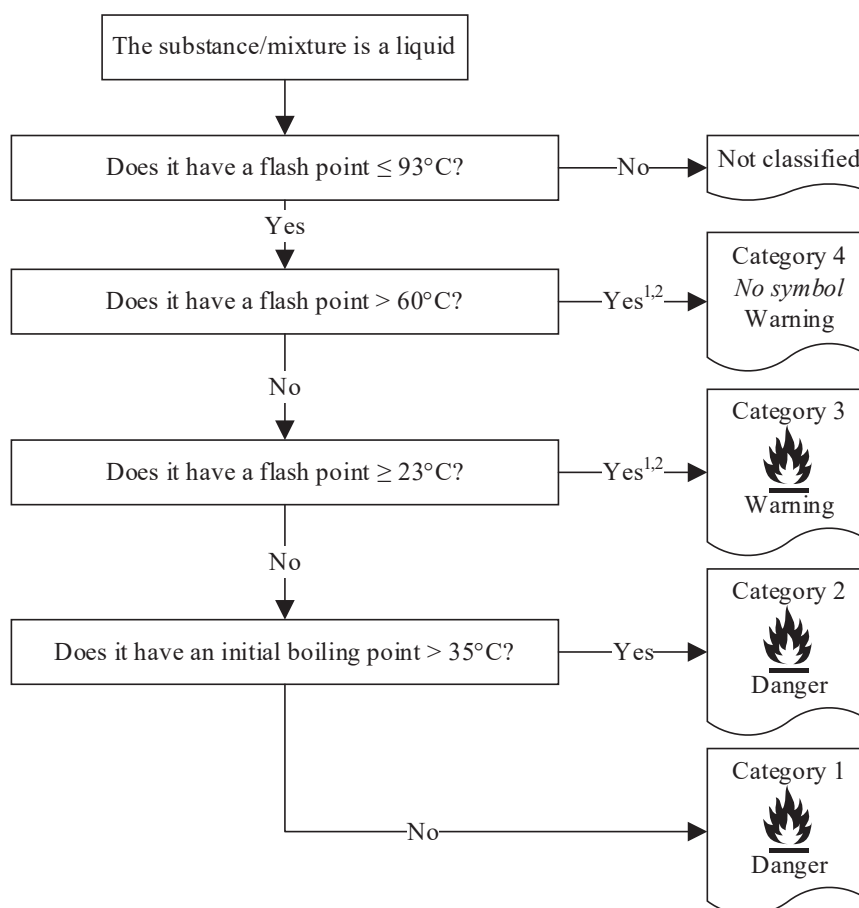 The substance/mixture is a liquid
Does it have a flash point ≤ 93°C?
No
Not classified
Yes
Does it have a flash point > 60°C?
Yes1,2
Category 4
No symbol
Warning
No
Does it have a flash point ≥ 23°C?
Yes1,2
Category 3
Warning
No
Does it have an initial boiling point > 35°C?
Yes
Category 2
Danger
No
Category 1
Danger